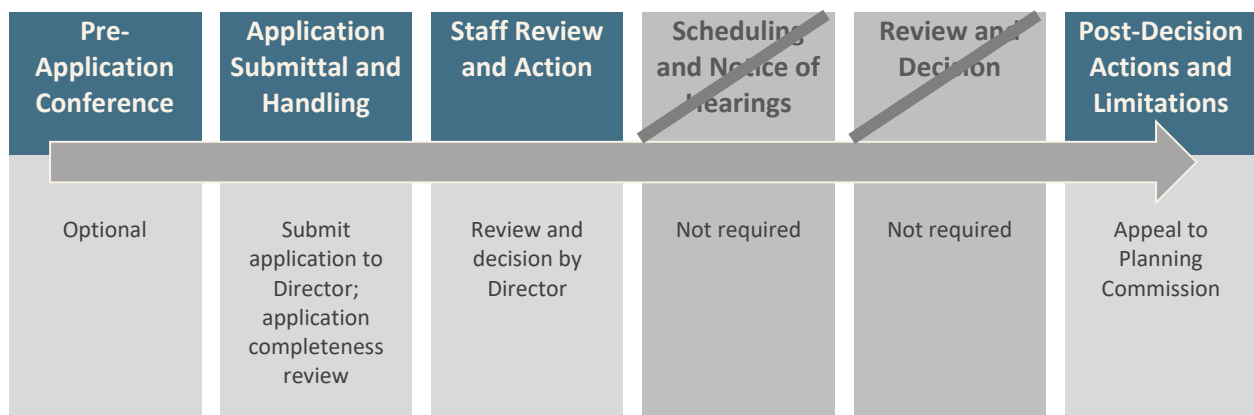 Pre-
Application
Conference
Application
Submittal and
Handling
Staff Review
and Action
Scheduling
and Notice of
Hearings
Review and
Decision
Post-Decision
Actions and
Limitations
Optional
Submit
application to
Director;
application
completeness
review
Review and
decision by
Director
Not required
Not required
Appeal to
Planning
Commission